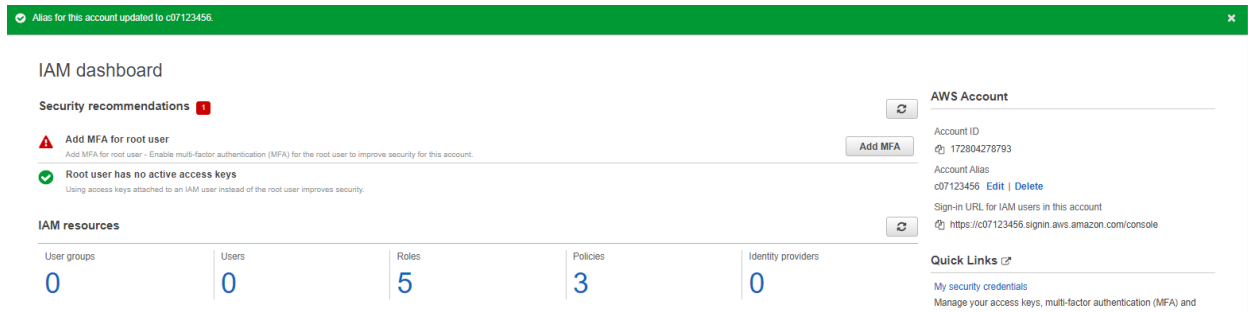 Alias for this account updated to c07123456.
IAM dashboard
Security recommendations 1
Add MFA for root user
Add MFA for root user - Enable multi-factor authentication (MFA) for the root user to improve security for this account.
Add MFA
Root user has no active access keys
Using access keys attached to an IAM user instead of the root user improves security.
IAM resources
User groups Users Roles Policies Identity providers
0 0 5 3 0
AWS Account
Account ID
172804278793
Account Alias
c07123456 Edit | Delete
Sign-in URL for IAM users in this account
https://c07123456.signin.aws.amazon.com/console
Quick Links
My security credentials
Manage your access keys, multi-factor authentication (MFA) and